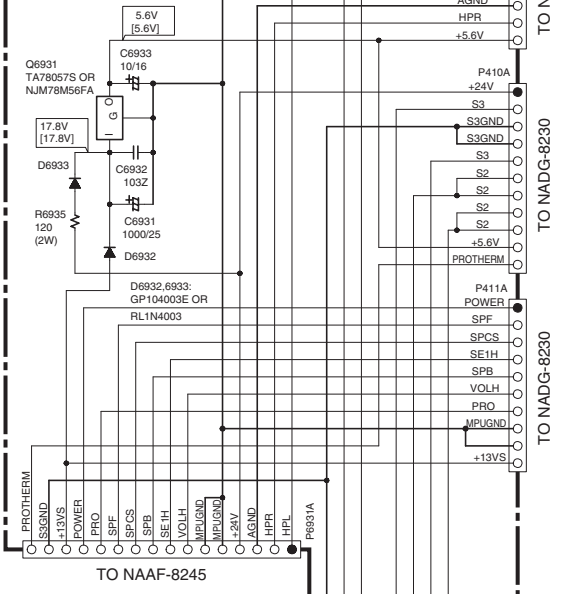 AGND
HPR
+5.6V
TO N
5.6V
[5.6V]
C6933
10/16
Q6931
TA78057S OR
NJM78M56FA
O
G
I
17.8V
[17.8V]
D6933
C6932
103Z
R6935
120
(2W)
C6931
1000/25
D6932
D6932,6933:
GP104003E OR
RL1N4003
P410A
+24V
S3
S3GND
S3GND
S3
S2
S2
S2
S2
+5.6V
PROTHERM
TO NADG-8230
P411A
POWER
SPF
SPCS
SE1H
SPB
VOLH
PRO
MPUGND
+13VS
TO NADG-8230
PROTHERM
S3GND
+13VS
POWER
PRO
SPF
SPCS
SPB
SE1H
VOLH
MPUGND
MPUGND
+24V
AGND
HPR
HPL
P6931A
TO NAAF-8245